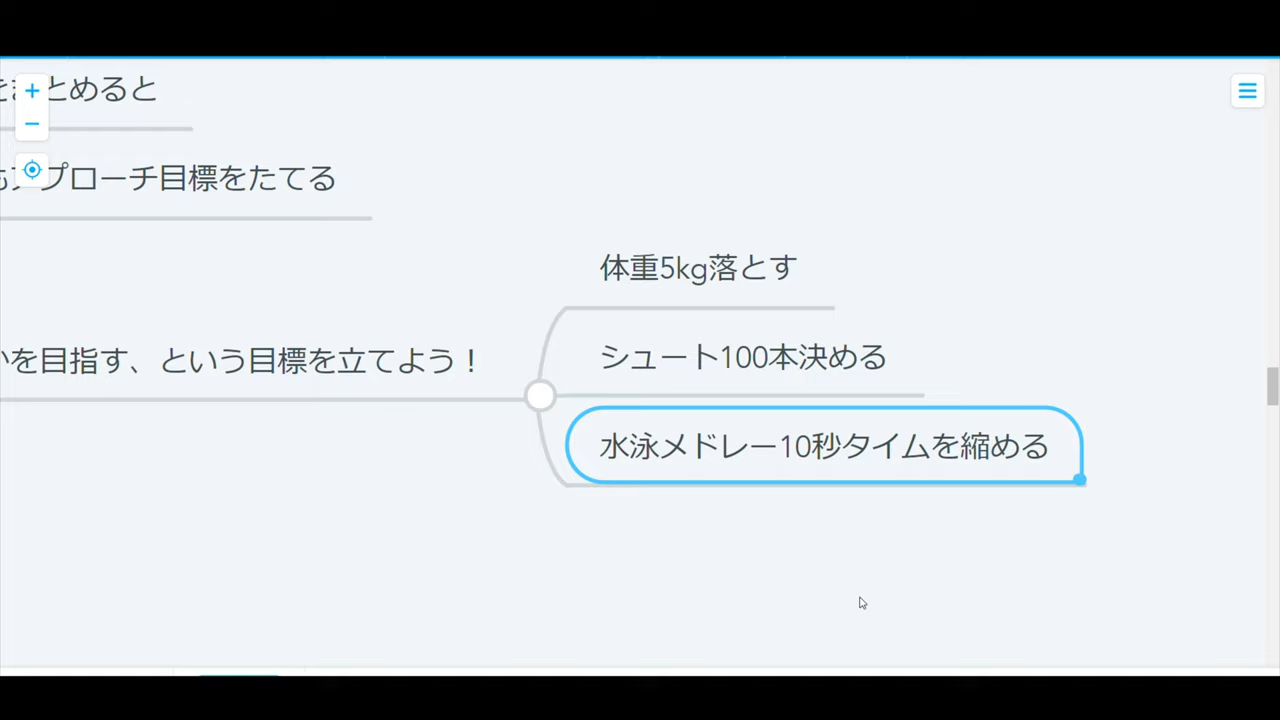 まとめると
アプローチ目標をたてる
体重5kg落とす
かを目指す、という目標を立てよう！
シュート100本決める
水泳メドレー10秒タイムを縮める